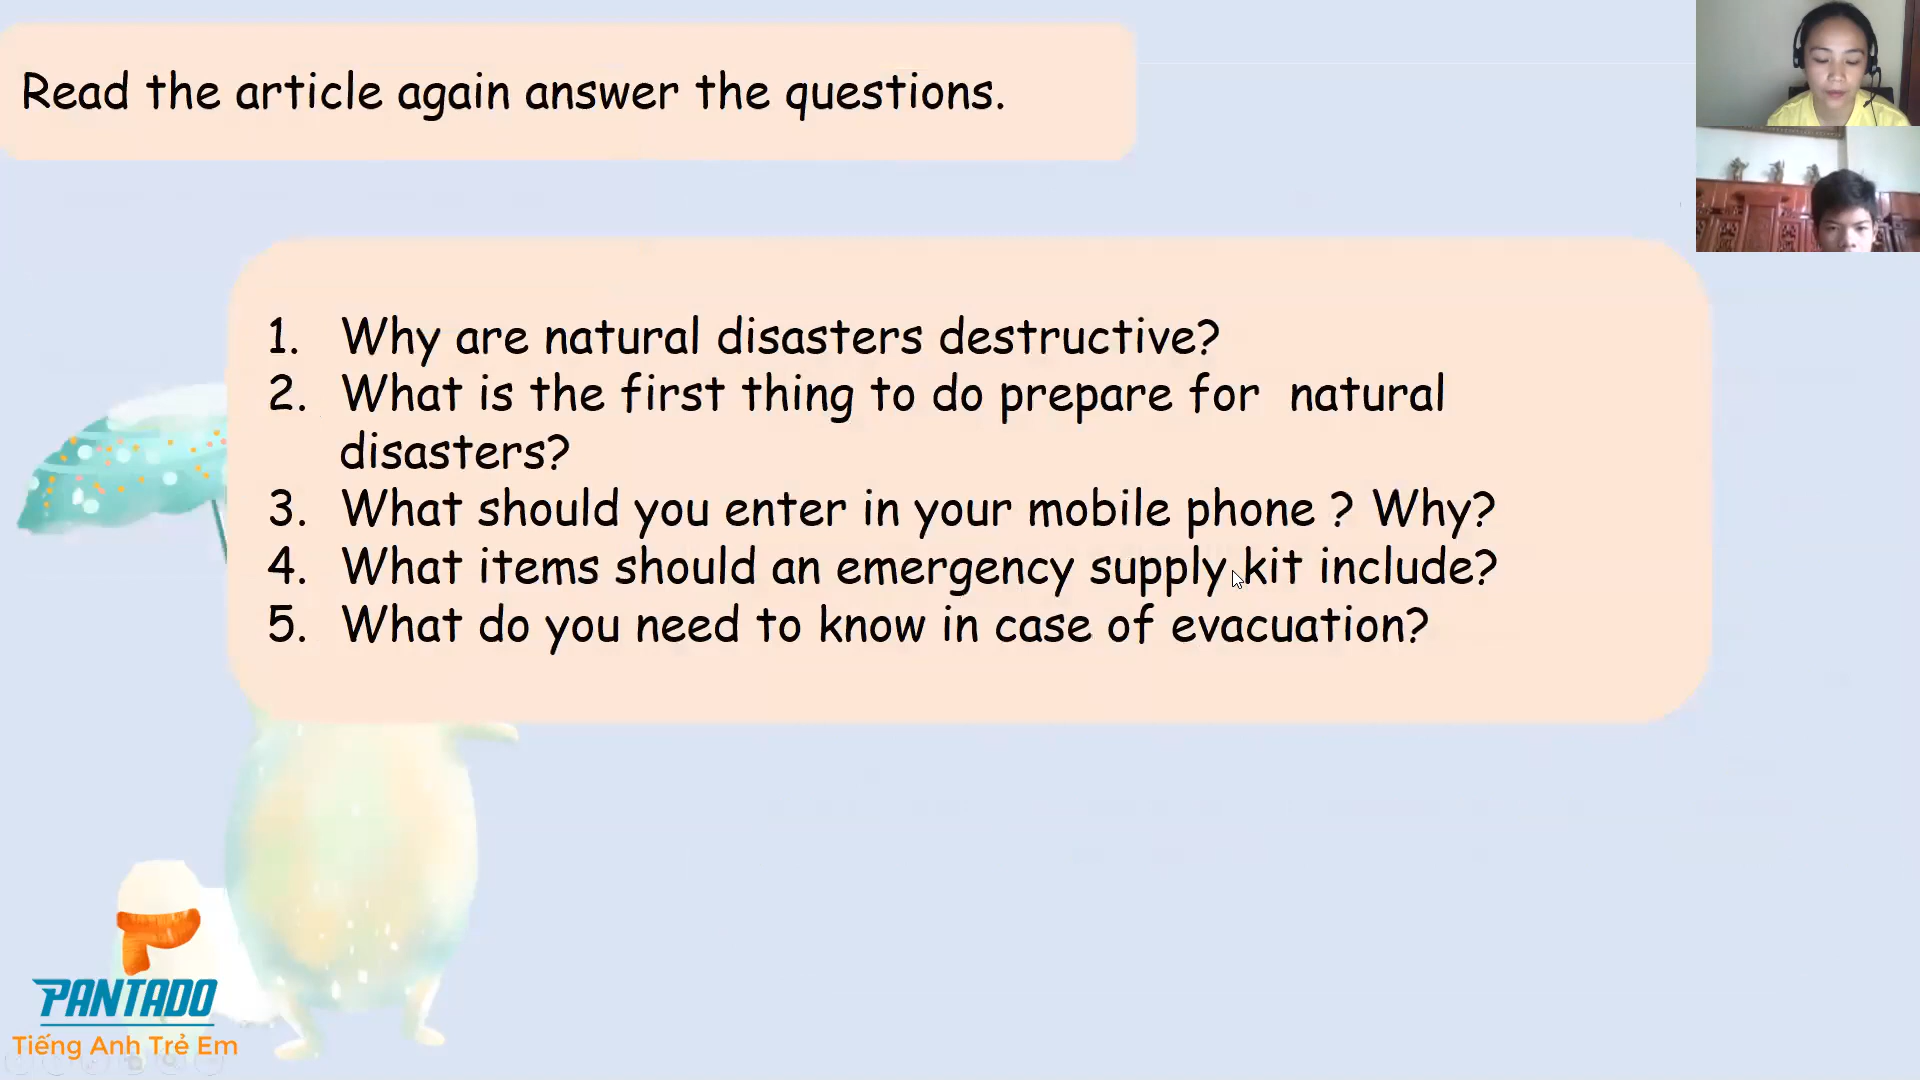 Read the article again answer the questions.
1. Why are natural disasters destructive?
2. What is the first thing to do prepare for natural
disasters?
3. What should you enter in your mobile phone ? Why?
4. What items should an emergency supply kit include?
5. What do you need to know in case of evacuation?
PANTADO
Tiếng Anh Trẻ Em